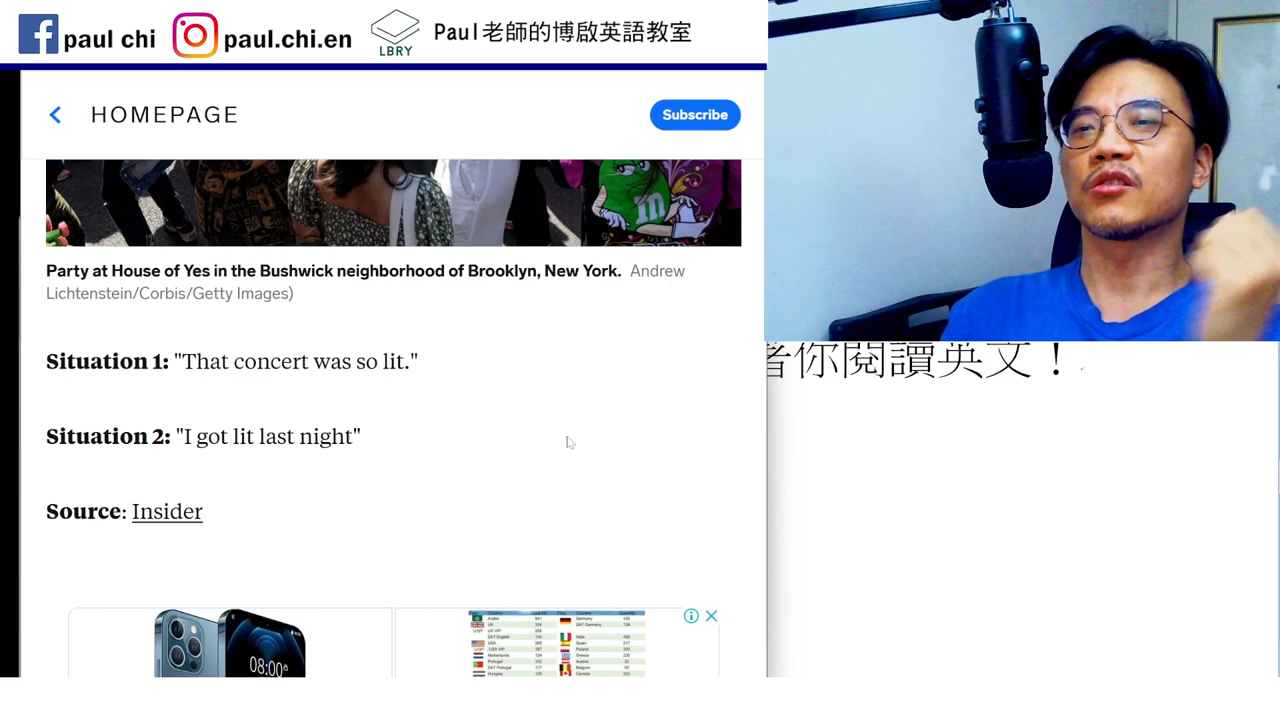 paul chi
paul.chi.en
LBRY
Paul老師的博啟英語教室
HOMEPAGE
Subscribe
m
Party at House of Yes in the Bushwick neighborhood of Brooklyn, New York. Andrew
Lichtenstein/Corbis/Getty Images)
Situation 1: "That concert was so lit."
Situation 2: "I got lit last night"
Source: Insider
者你閱讀英文！
08:00